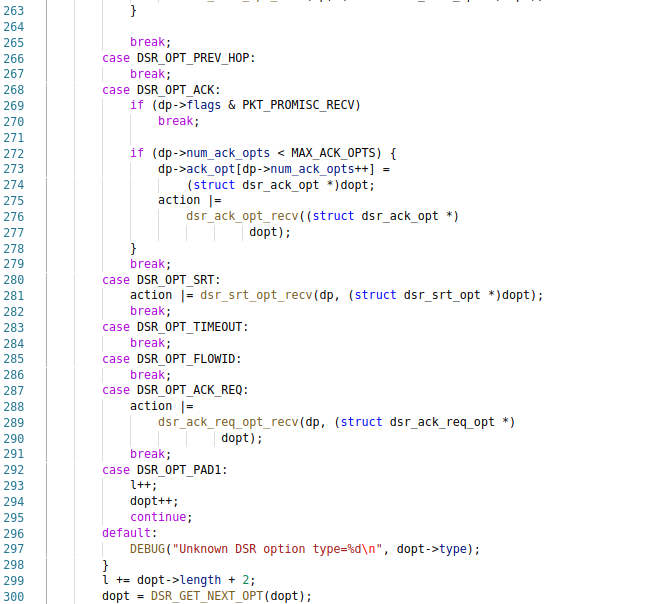 263 }
264
265 break;
266 case DSR_OPT_PREV_HOP:
267 break;
268 case DSR_OPT_ACK:
269 if (dp->flags & PKT_PROMISC_RECV)
270 break;
271
272 if (dp->num_ack_opts < MAX_ACK_OPTS) {
273 dp->ack_opt[dp->num_ack_opts++] =
274 (struct dsr_ack_opt *)dopt;
275 action |=
276 dsr_ack_opt_recv((struct dsr_ack_opt *)
277 dopt);
278 }
279 break;
280 case DSR_OPT_SRT:
281 action |= dsr_srt_opt_recv(dp, (struct dsr_srt_opt *)dopt);
282 break;
283 case DSR_OPT_TIMEOUT:
284 break;
285 case DSR_OPT_FLOWID:
286 break;
287 case DSR_OPT_ACK_REQ:
288 action |=
289 dsr_ack_req_opt_recv(dp, (struct dsr_ack_req_opt *)
290 dopt);
291 break;
292 case DSR_OPT_PAD1:
293 l++;
294 dopt++;
295 continue;
296 default:
297 DEBUG("Unknown DSR option type=%d\n", dopt->type);
298 }
299 l += dopt->length + 2;
300 dopt = DSR_GET_NEXT_OPT(dopt);